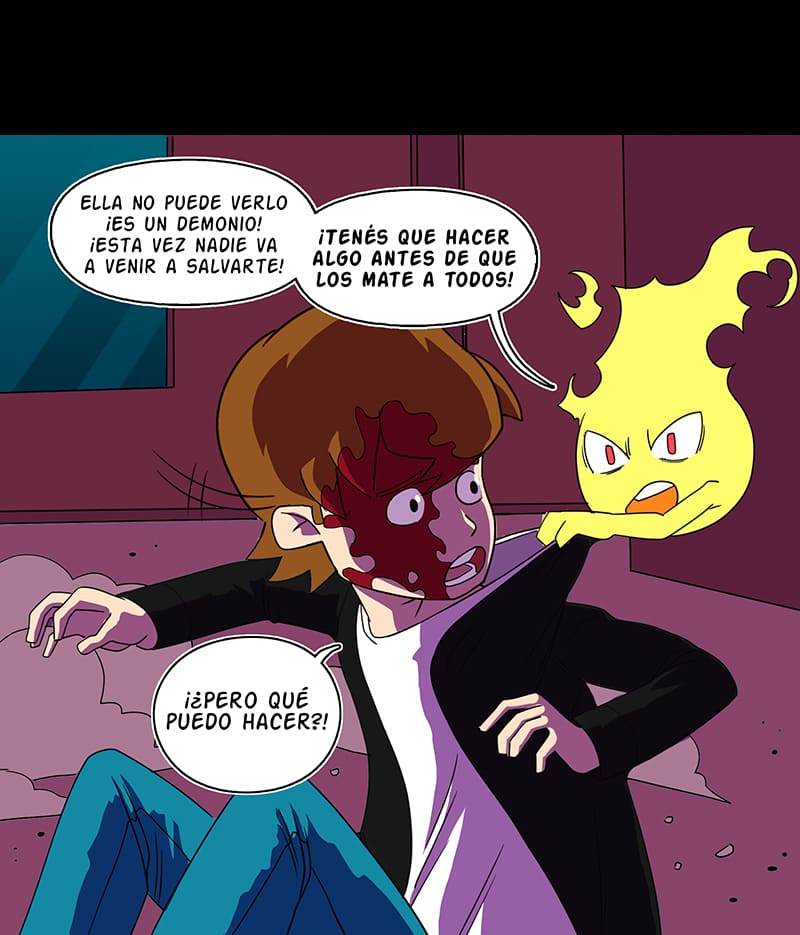 ELLA NO PUEDE VERLO
¡ES UN DEMONIO!
¡ESTA VEZ NADIE VA
A VENIR A SALVARTE!
¡TENÉS QUE HACER
ALGO ANTES DE QUE
LOS MATE A TODOS!
¡¿PERO QUÉ
PUEDO HACER?!